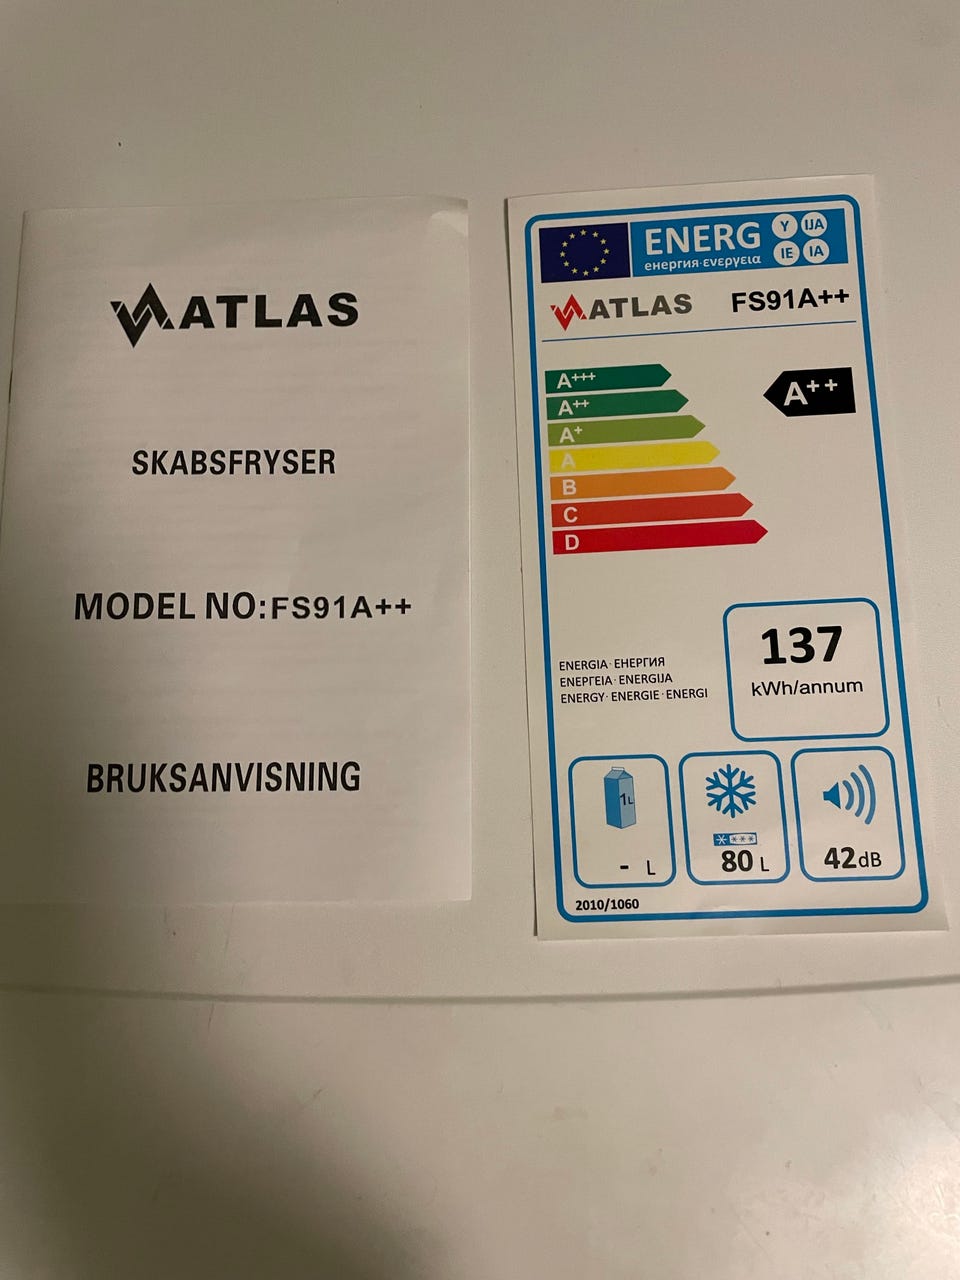 ATLAS
SKABSFRYSER
MODEL NO:FS91A++
BRUKSANVISNING
ENERG
енергия·ενεργεια
Y
IJA
IE
IA
ATLAS FS91A++
A+++
A++
A+
A
B
C
D
A++
ENERGIA·ЕНЕРГИЯ
ΕΝΕΡΓΕΙΑ·ENERGIJA
ENERGY·ENERGIE·ENERGI
137
kWh/annum
1L
- L
80 L
42dB
2010/1060